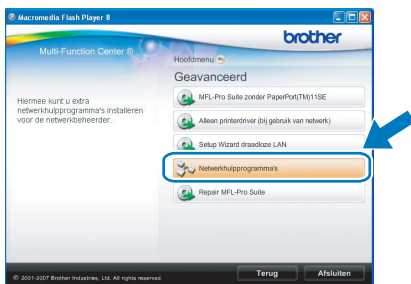 Macromedia Flash Player 8
brother
Multi-Function Center ®
Hoofdmenu
Geavanceerd
Hiermee kunt u extra
netwerkhulpprogramma's installeren
voor de netwerkbeheerder.
MFL-Pro Suite zonder PaperPort(TM)11SE
Alleen printerdriver (bij gebruik van netwerk)
Setup Wizard draadloze LAN
Netwerkhulpprogramma's
Repair MFL-Pro Suite
© 2001-2007 Brother Industries, Ltd. All rights reserved.
Terug
Afsluiten